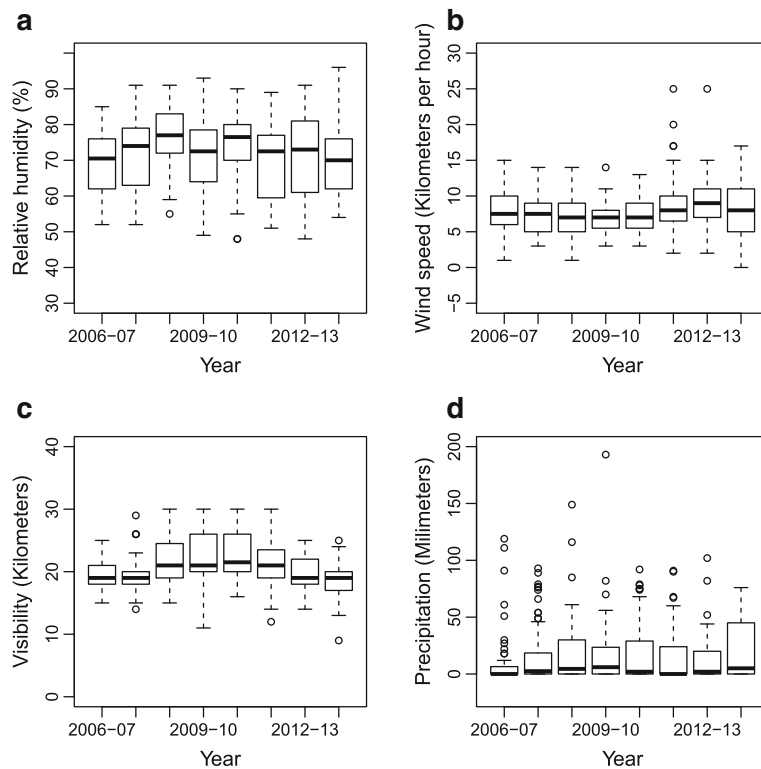 a
Relative humidity (%)
30 40 50 60 70 80 90
2006−07 2009−10 2012−13
Year
b
Wind speed (Kilometers per hour)
−5 0 5 10 15 20 25 30
2006−07 2009−10 2012−13
Year
c
Visibility (Kilometers)
0 10 20 30 40
2006−07 2009−10 2012−13
Year
d
Precipitation (Milimeters)
0 50 100 150 200
2006−07 2009−10 2012−13
Year